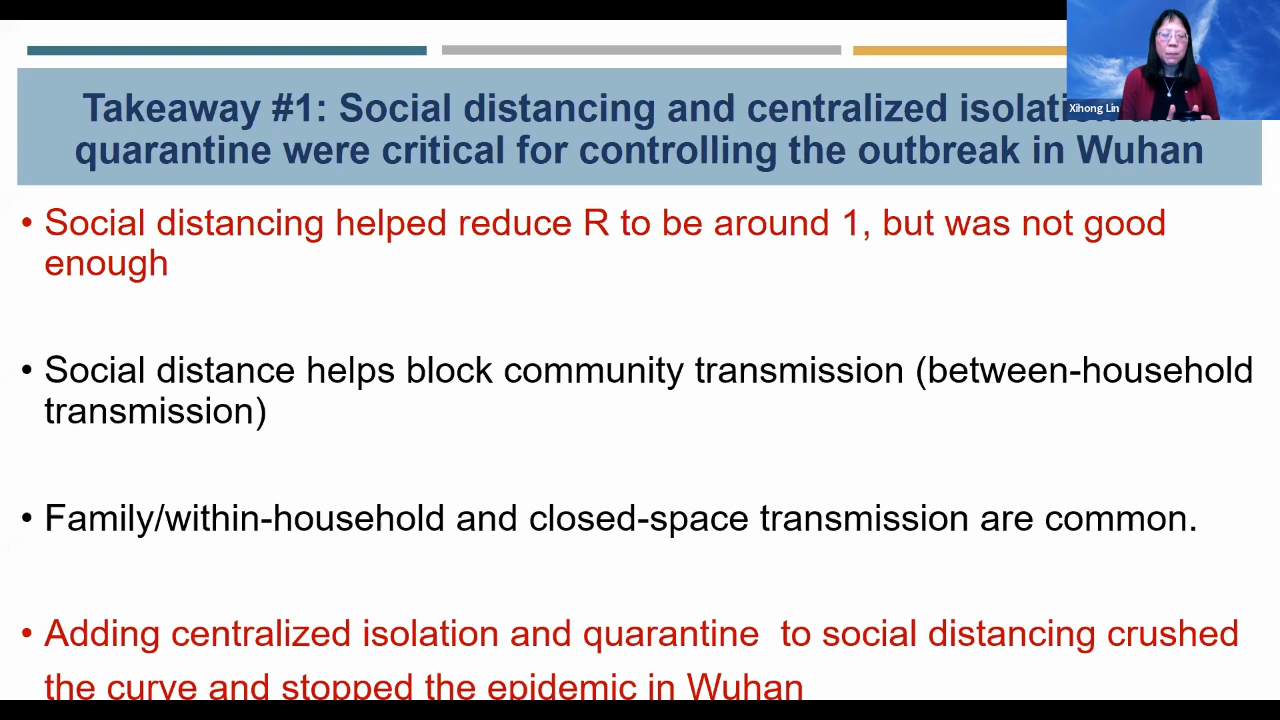 Xihong Lin
Takeaway #1: Social distancing and centralized
quarantine were critical for controlling the outbreak in Wuhan
• Social distancing helped reduce R to be around 1, but was not good
enough
• Social distance helps block community transmission (between-household
transmission)
• Family/within-household and closed-space transmission are common.
• Adding centralized isolation and quarantine to social distancing crushed
the curve and stopped the epidemic in Wuhan